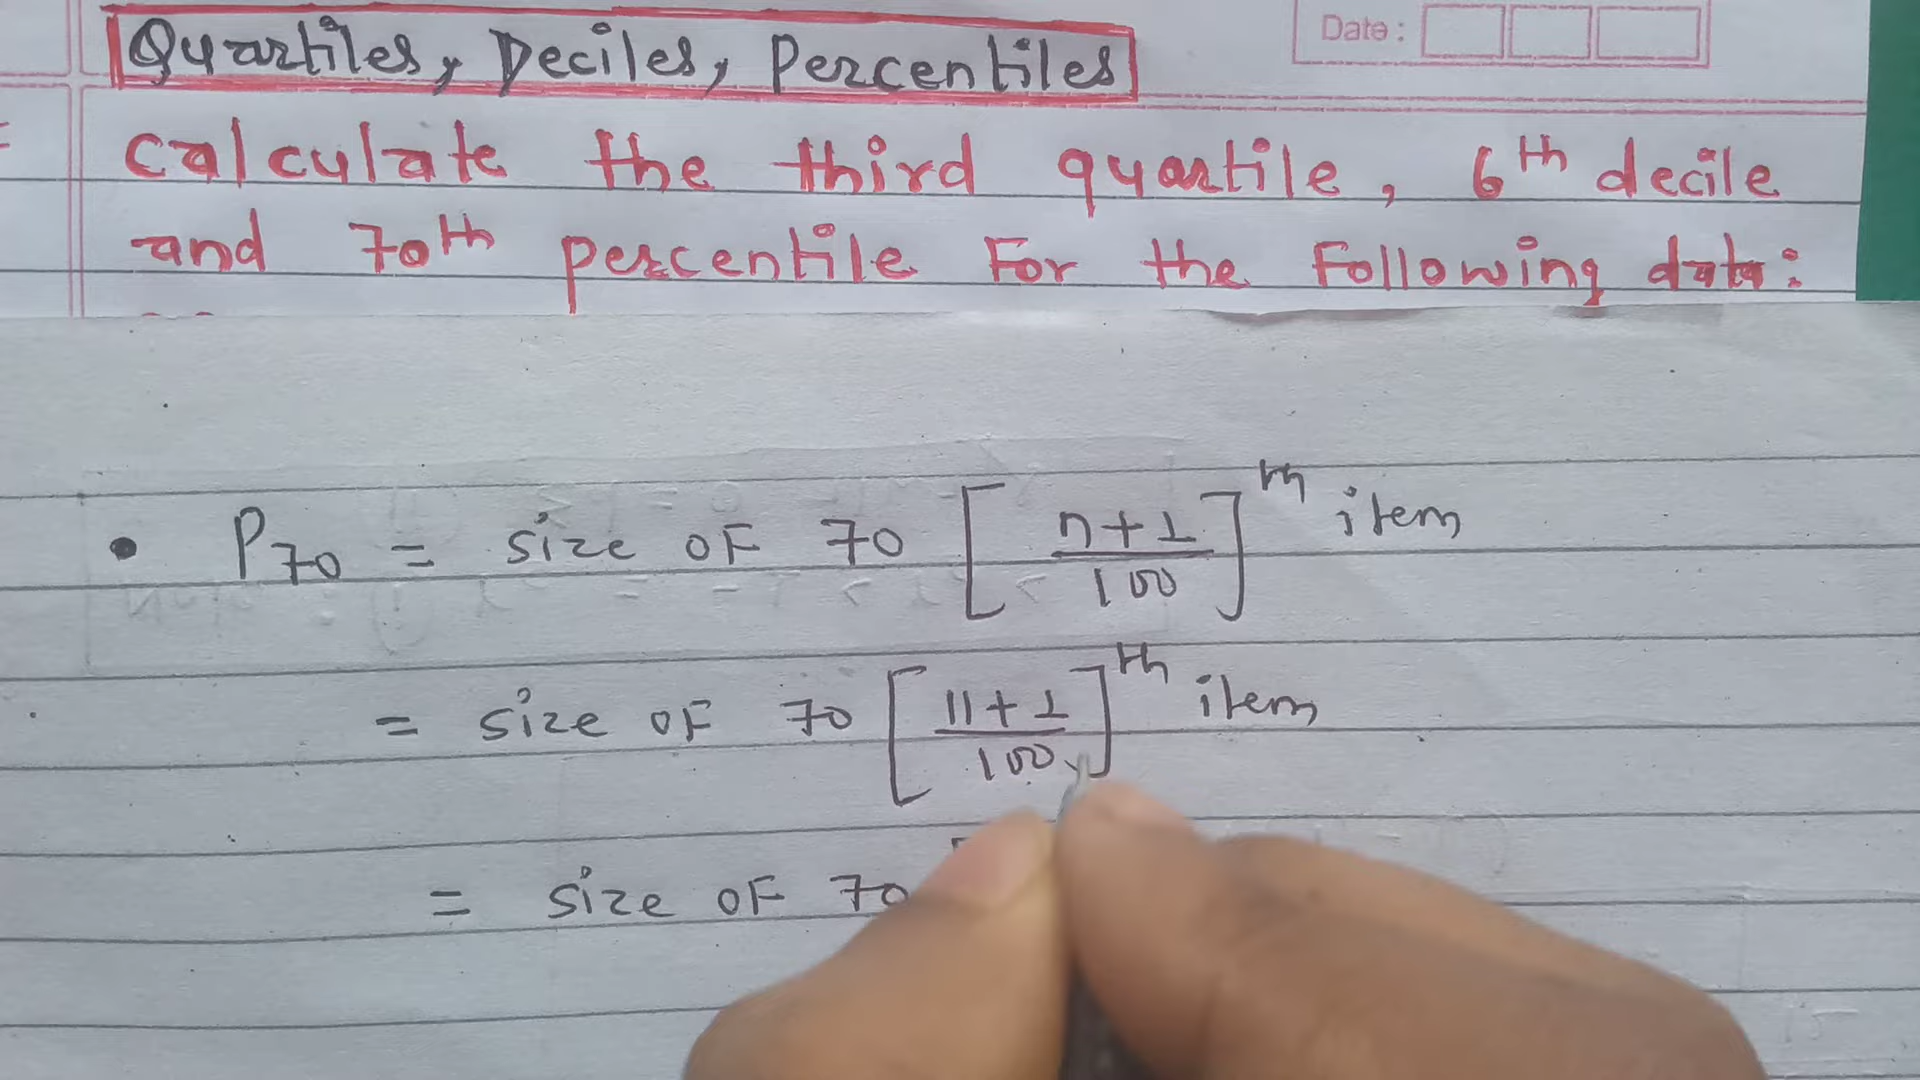 Date :
Quartiles, Deciles, Percentiles
calculate the third quartile, 6th decile
and 70th percentile For the Following data:
• P70 = size OF 70 [ n+1 / 100 ]th item
= size OF 70 [ 11+1 / 100 ]th item
= size OF 70